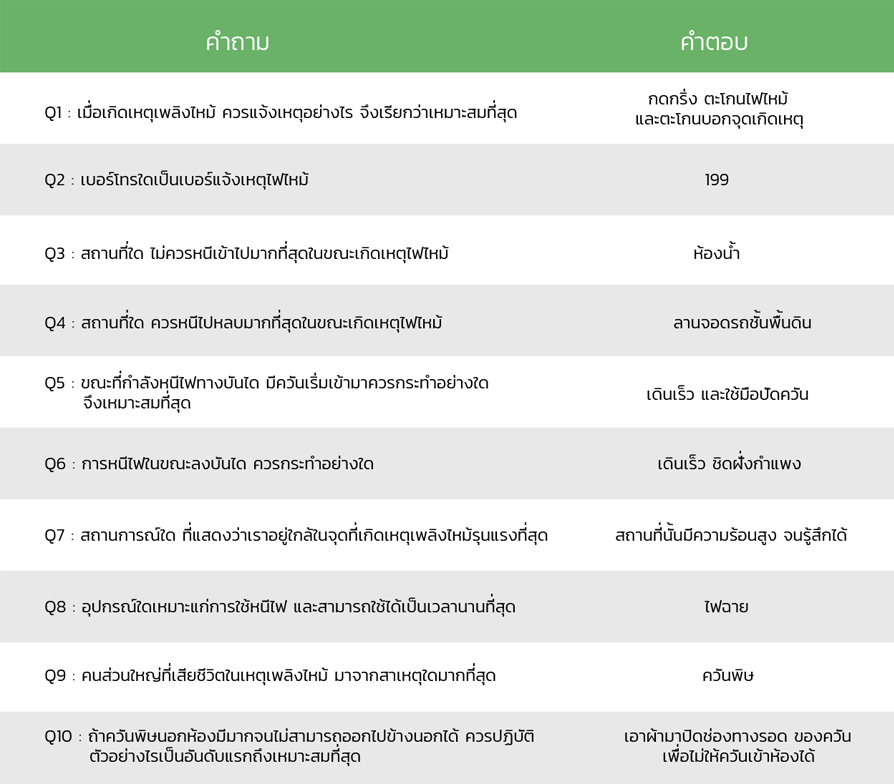 คำถาม คำตอบ
Q1 : เมื่อเกิดเหตุเพลิงไหม้ ควรแจ้งเหตุอย่างไร จึงเรียกว่าเหมาะสมที่สุด
กดกริ่ง ตะโกนไฟไหม้
และตะโกนบอกจุดเกิดเหตุ
Q2 : เบอร์โทรใดเป็นเบอร์แจ้งเหตุไฟไหม้ 199
Q3 : สถานที่ใด ไม่ควรหนีเข้าไปมากที่สุดในขณะเกิดเหตุไฟไหม้ ห้องน้ำ
Q4 : สถานที่ใด ควรหนีไปหลบมากที่สุดในขณะเกิดเหตุไฟไหม้ ลานจอดรถชั้นพื้นดิน
Q5 : ขณะที่กำลังหนีไฟทางบันได มีควันเริ่มเข้ามาควรกระทำอย่างใด
จึงเหมาะสมที่สุด
เดินเร็ว และใช้มือปัดควัน
Q6 : การหนีไฟในขณะลงบันได ควรกระทำอย่างใด เดินเร็ว ชิดฝั่งกำแพง
Q7 : สถานการณ์ใด ที่แสดงว่าเราอยู่ใกล้ในจุดที่เกิดเหตุเพลิงไหม้รุนแรงที่สุด สถานที่นั้นมีความร้อนสูง จนรู้สึกได้
Q8 : อุปกรณ์ใดเหมาะแก่การใช้หนีไฟ และสามารถใช้ได้เป็นเวลานานที่สุด ไฟฉาย
Q9 : คนส่วนใหญ่ที่เสียชีวิตในเหตุเพลิงไหม้ มาจากสาเหตุใดมากที่สุด ควันพิษ
Q10 : ถ้าควันพิษนอกห้องมีมากจนไม่สามารถออกไปข้างนอกได้ ควรปฏิบัติ
ตัวอย่างไรเป็นอันดับแรกถึงเหมาะสมที่สุด
เอาผ้ามาปิดช่องทางรอด ของควัน
เพื่อไม่ให้ควันเข้าห้องได้